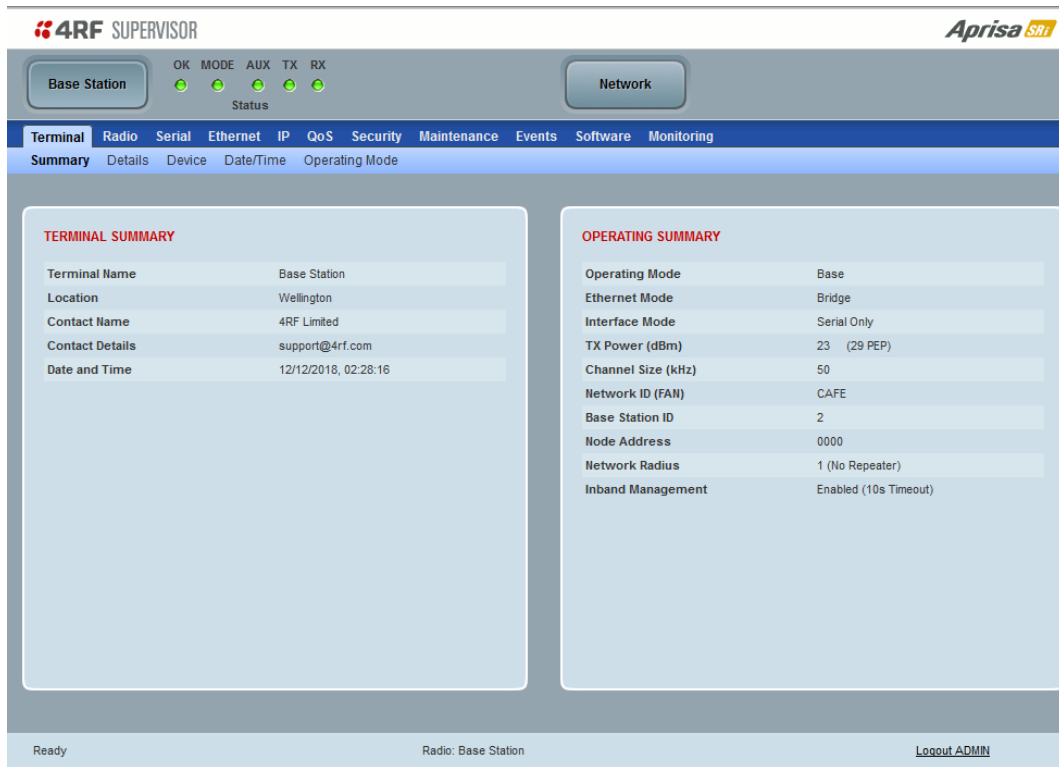 4RF SUPERVISOR
Aprisa SRi
Base Station
OK MODE AUX TX RX
Status
Network
Terminal Radio Serial Ethernet IP QoS Security Maintenance Events Software Monitoring
Summary Details Device Date/Time Operating Mode
TERMINAL SUMMARY
Terminal Name Base Station
Location Wellington
Contact Name 4RF Limited
Contact Details support@4rf.com
Date and Time 12/12/2018, 02:28:16
OPERATING SUMMARY
Operating Mode Base
Ethernet Mode Bridge
Interface Mode Serial Only
TX Power (dBm) 23 (29 PEP)
Channel Size (kHz) 50
Network ID (FAN) CAFE
Base Station ID 2
Node Address 0000
Network Radius 1 (No Repeater)
Inband Management Enabled (10s Timeout)
Ready
Radio: Base Station
Logout ADMIN